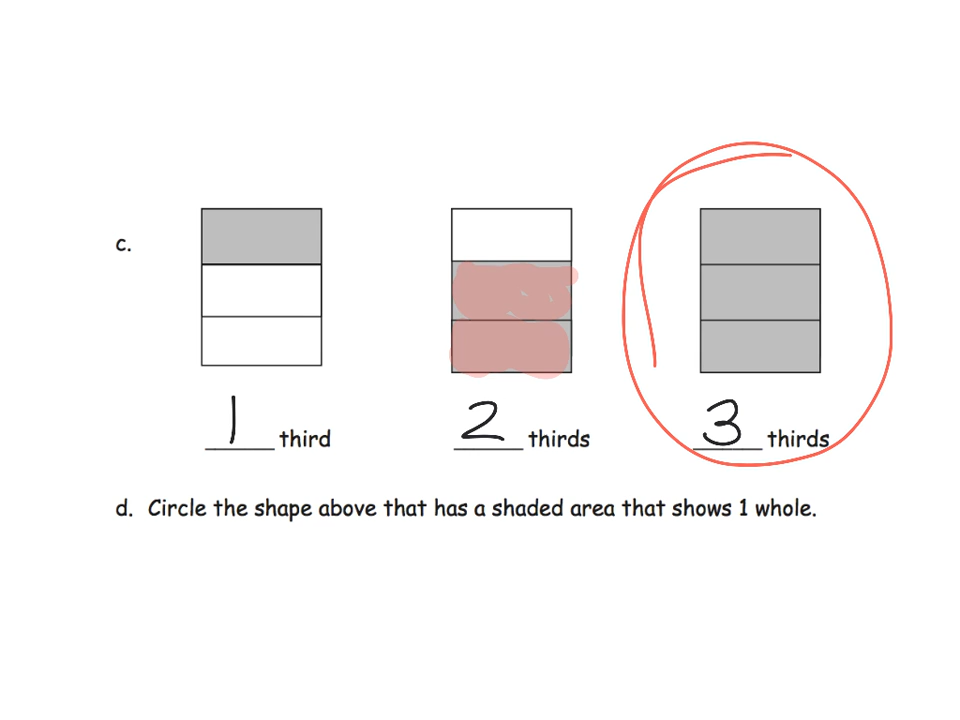 c.
1 third 2 thirds 3 thirds
d. Circle the shape above that has a shaded area that shows 1 whole.